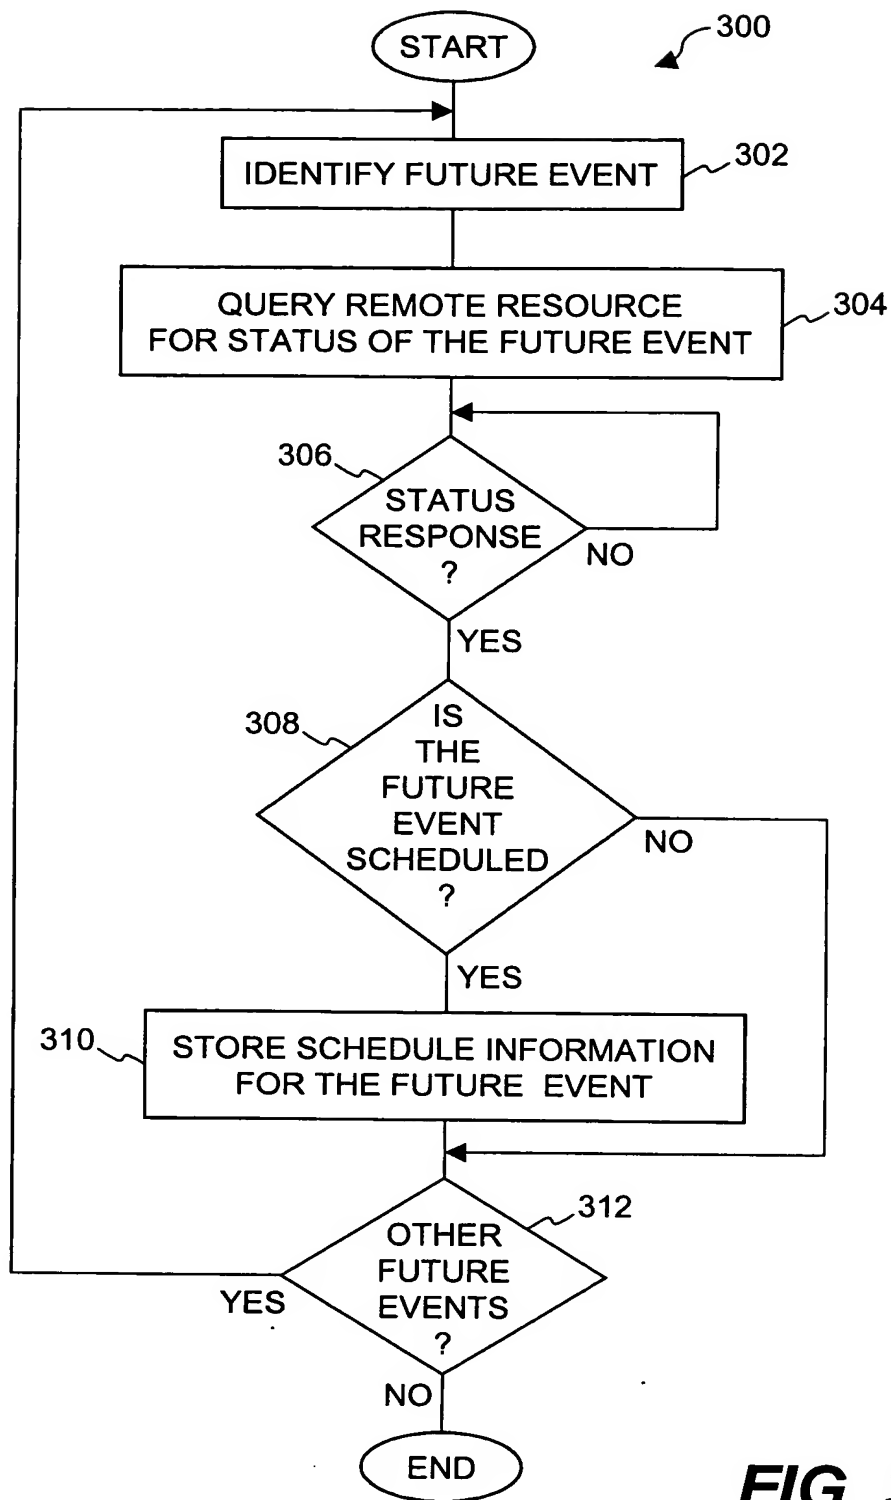 START
300
IDENTIFY FUTURE EVENT
302
QUERY REMOTE RESOURCE
FOR STATUS OF THE FUTURE EVENT
304
306
STATUS
RESPONSE
?
NO
YES
308
IS
THE
FUTURE
EVENT
SCHEDULED
?
NO
YES
310
STORE SCHEDULE INFORMATION
FOR THE FUTURE EVENT
312
OTHER
FUTURE
EVENTS
?
YES
NO
END
FIG